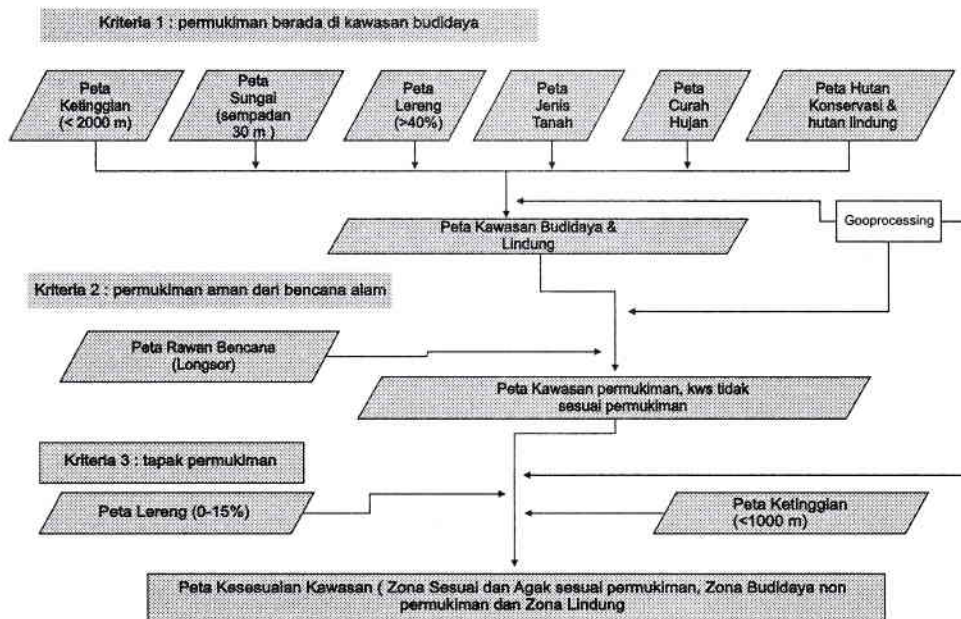 Kriteria 1 : permukiman berada di kawasan budidaya
Peta
Ketinggian
(< 2000 m)
Peta
Sungai
(sempadan
30 m )
Peta
Lereng
(>40%)
Peta
Jenis
Tanah
Peta
Curah
Hujan
Peta Hutan
Konservasi &
hutan lindung
Gooprocessing
Peta Kawasan Budidaya &
Lindung
Kriteria 2 : permukiman aman dari bencana alam
Peta Rawan Bencana
(Longsor)
Peta Kawasan permukiman, kws tidak
sesuai permukiman
Kriteria 3 : tapak permukiman
Peta Lereng (0-15%)
Peta Ketinggian
(<1000 m)
Peta Kesesuaian Kawasan ( Zona Sesuai dan Agak sesuai permukiman, Zona Budidaya non
permukiman dan Zona Lindung